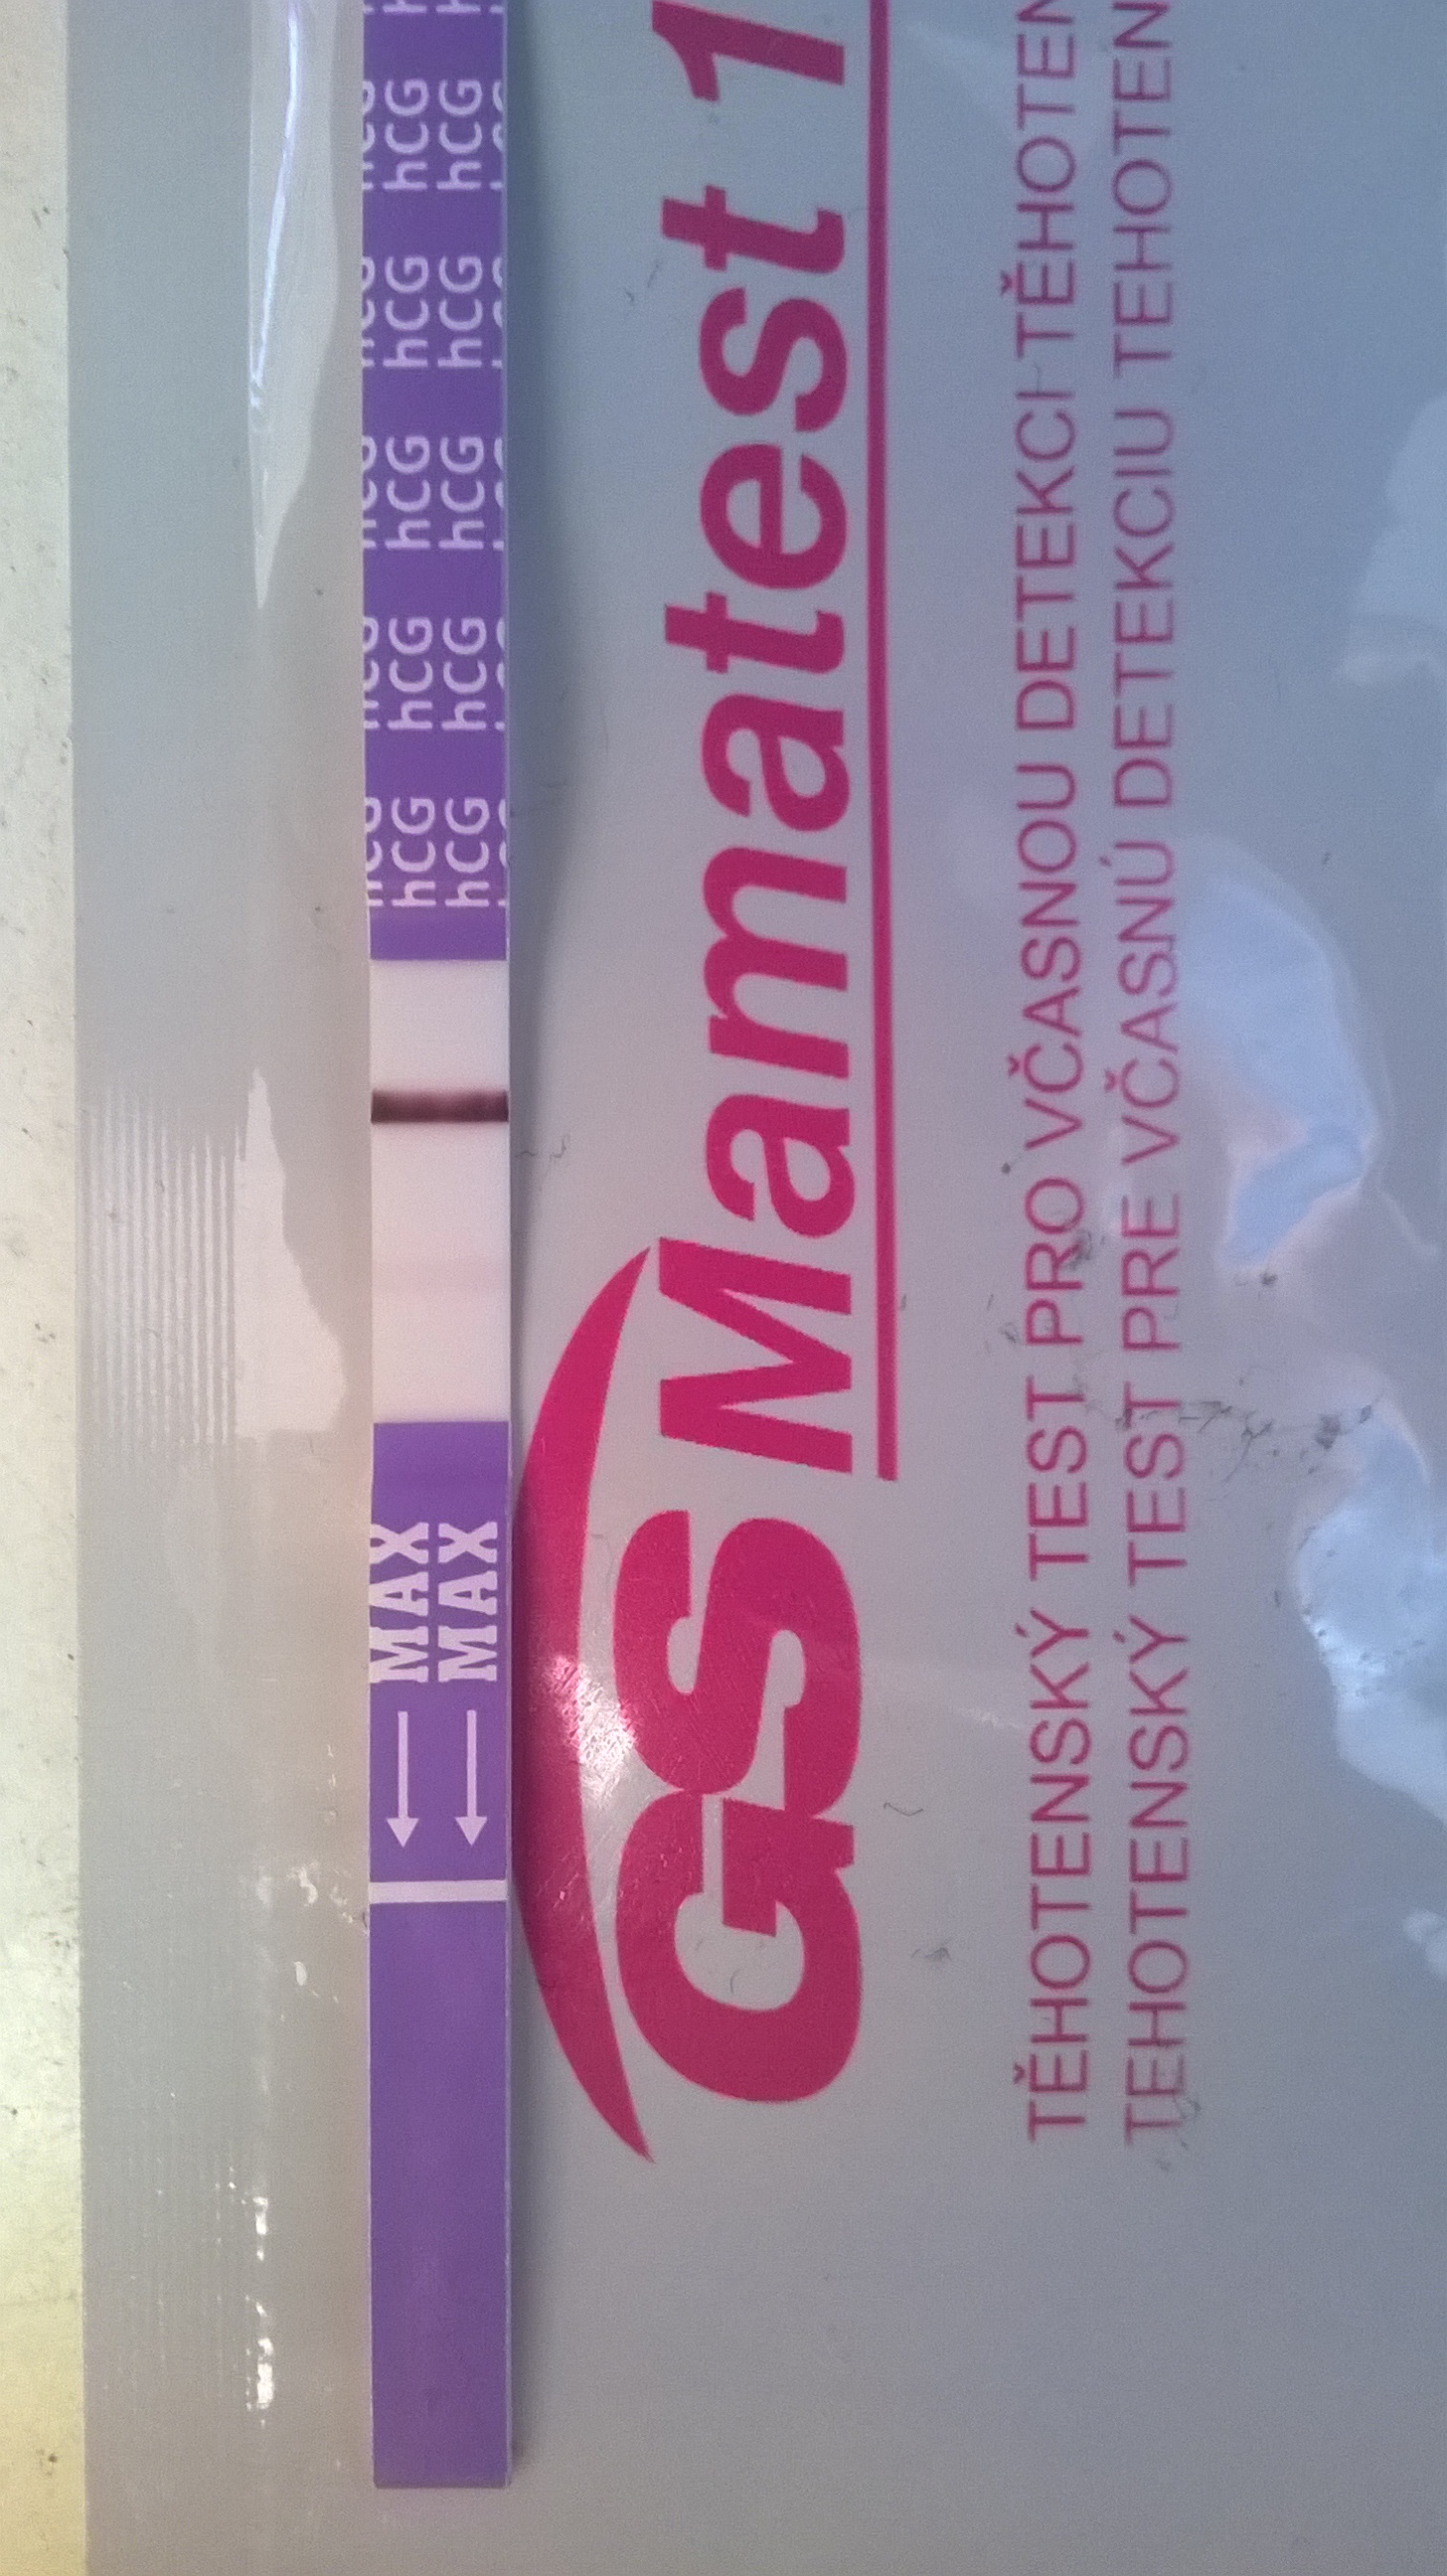 GS Mamatest 1
TĚHOTENSKÝ TEST PRO VČASNOU DETEKCI
TEHOTENSKÝ TEST PRE VČASNÚ DETEKCIU
hCG hCG hCG hCG hCG
hCG hCG hCG hCG hCG
MAX
MAX